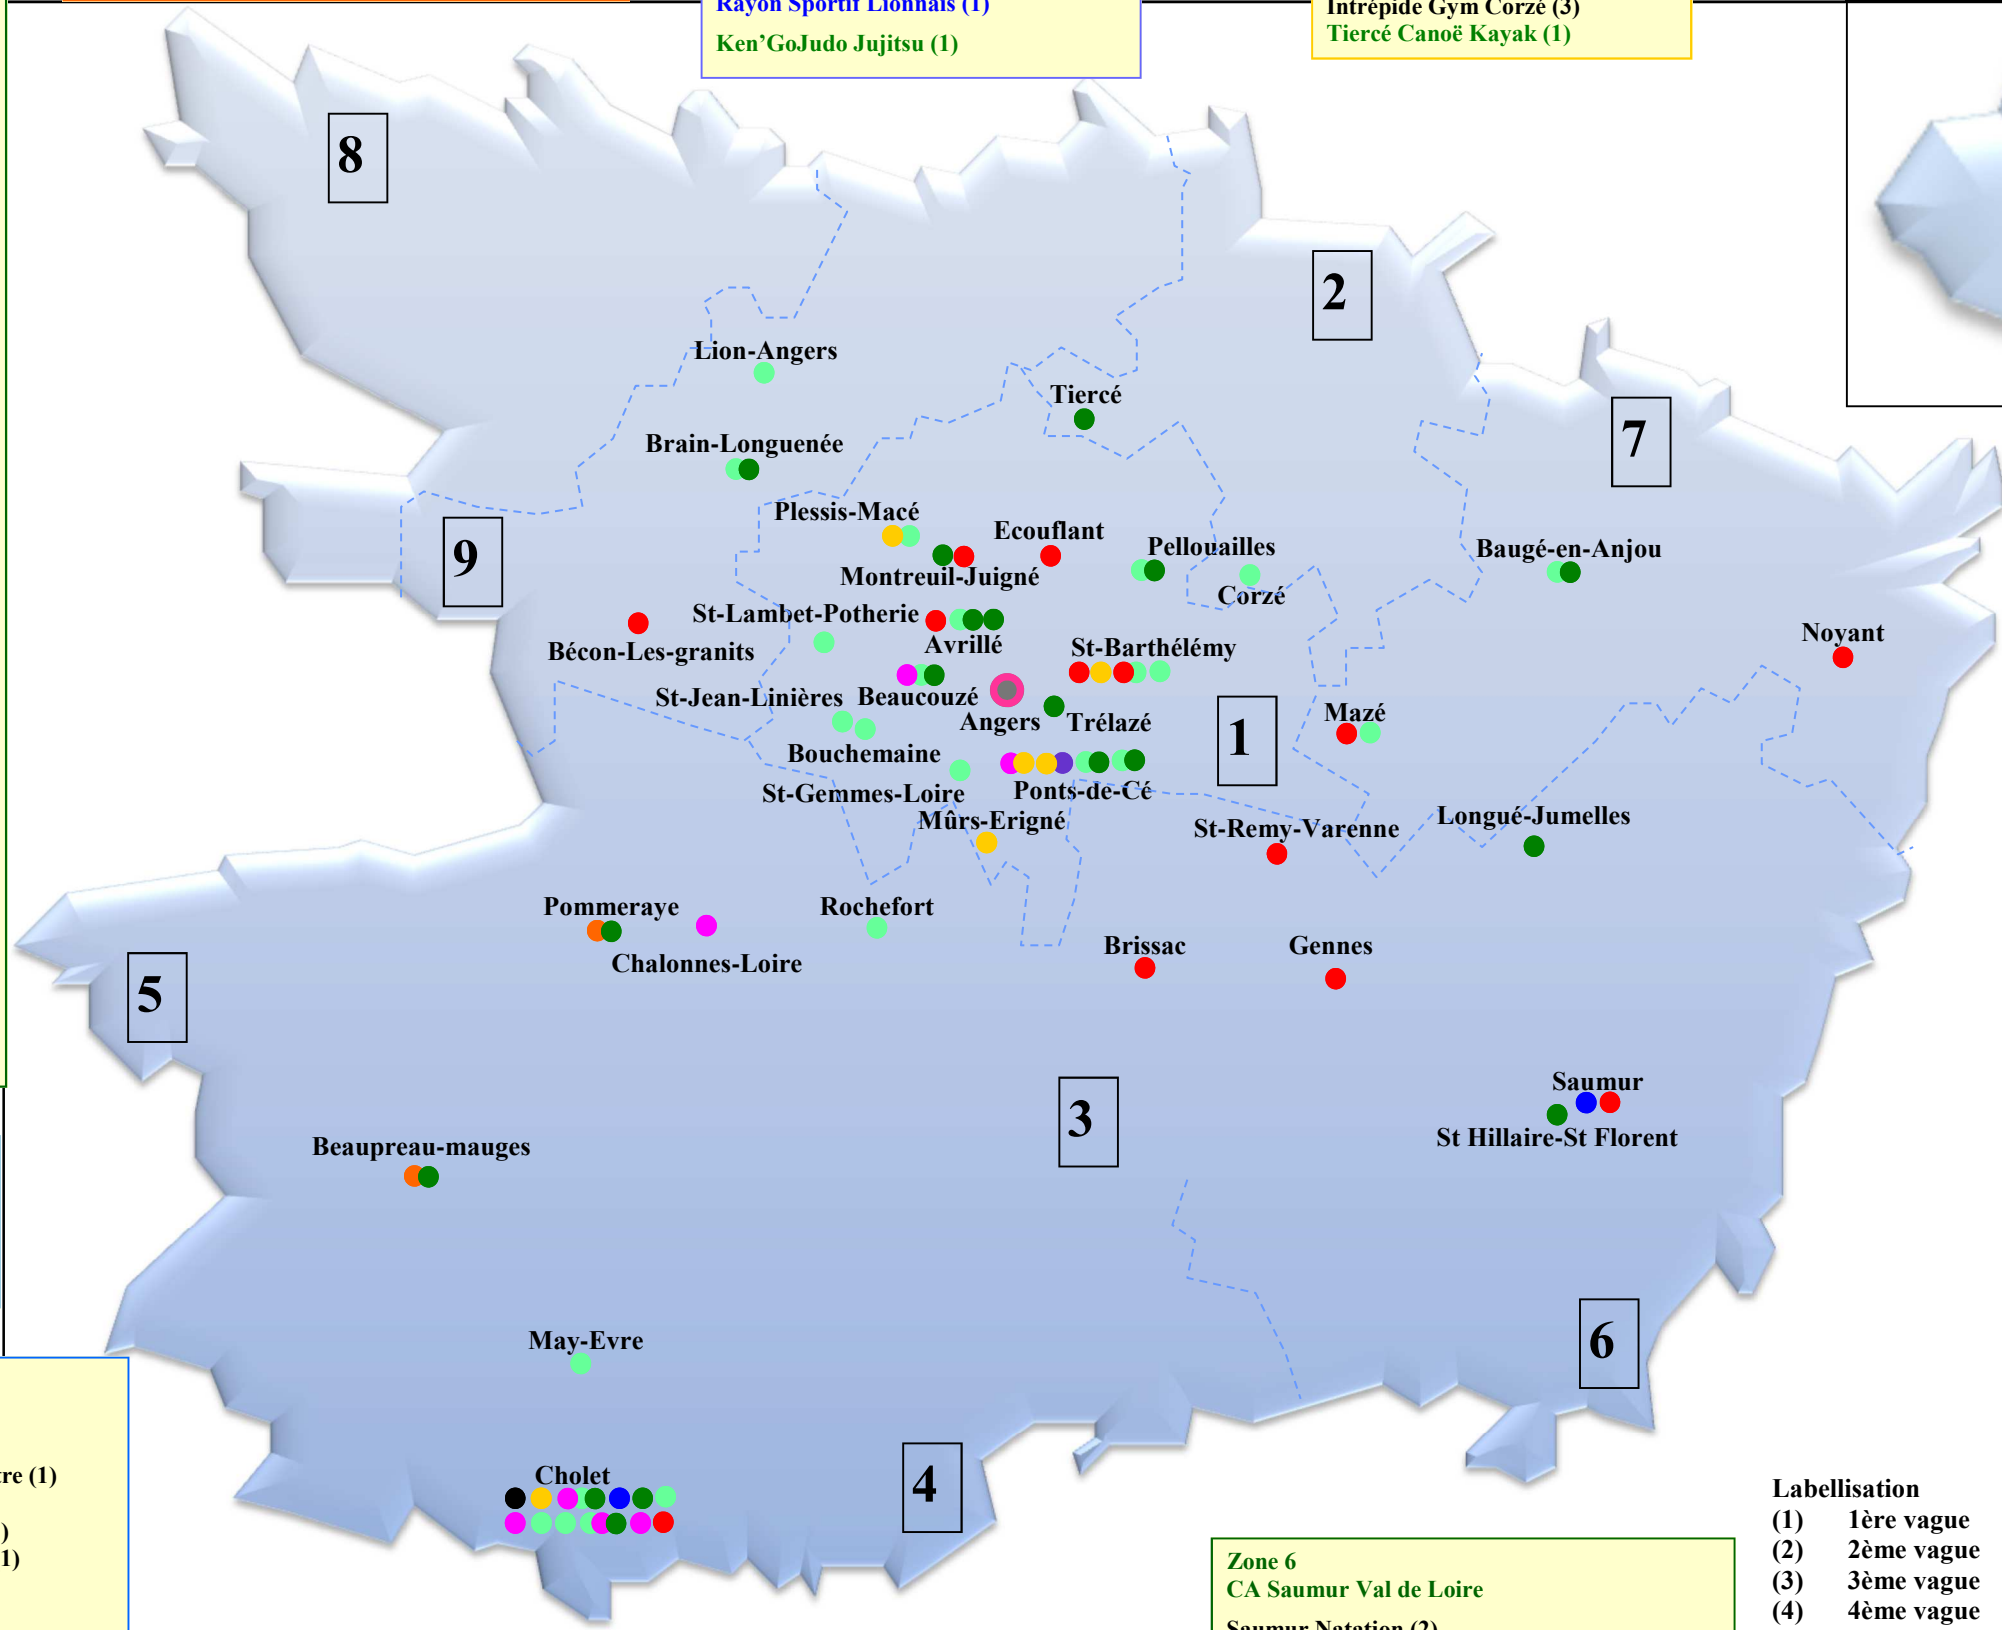 Rayon Sportif Lionnais (1)
Ken’GoJudo Jujitsu (1)
Intrépide Gym Corzé (3)
Tiercé Canoë Kayak (1)
8
2
7
Lion-Angers
Tiercé
Brain-Longuenée
9
Plessis-Macé
Ecouflant
Montreuil-Juigné
Pellouailles
Corzé
Baugé-en-Anjou
St-Lambet-Potherie
Bécon-Les-granits
Avrillé
St-Barthélémy
Noyant
St-Jean-Linières
Beaucouzé
Angers
Trélazé
1
Mazé
Bouchemaine
St-Gemmes-Loire
Ponts-de-Cé
Mûrs-Erigné
St-Remy-Varenne
Longué-Jumelles
Pommeraye
Chalonnes-Loire
Rochefort
Brissac
Gennes
5
3
Saumur
St Hillaire-St Florent
Beaupreau-mauges
6
May-Evre
Cholet
4
tre (1)
)
1)
Zone 6
CA Saumur Val de Loire
Saumur Natation (2)
Labellisation
(1) 1ère vague
(2) 2ème vague
(3) 3ème vague
(4) 4ème vague